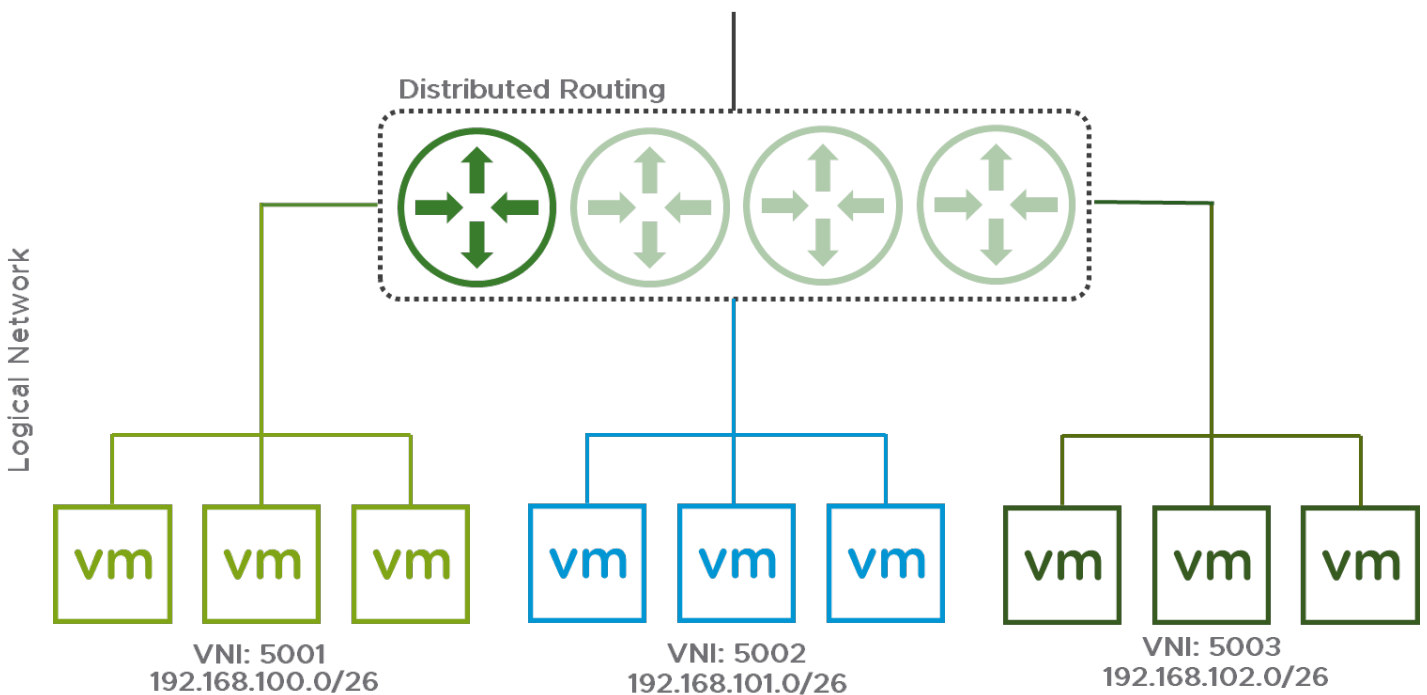 Distributed Routing
Logical Network
vm
vm
vm
vm
vm
vm
vm
vm
vm
VNI: 5001
192.168.100.0/26
VNI: 5002
192.168.101.0/26
VNI: 5003
192.168.102.0/26